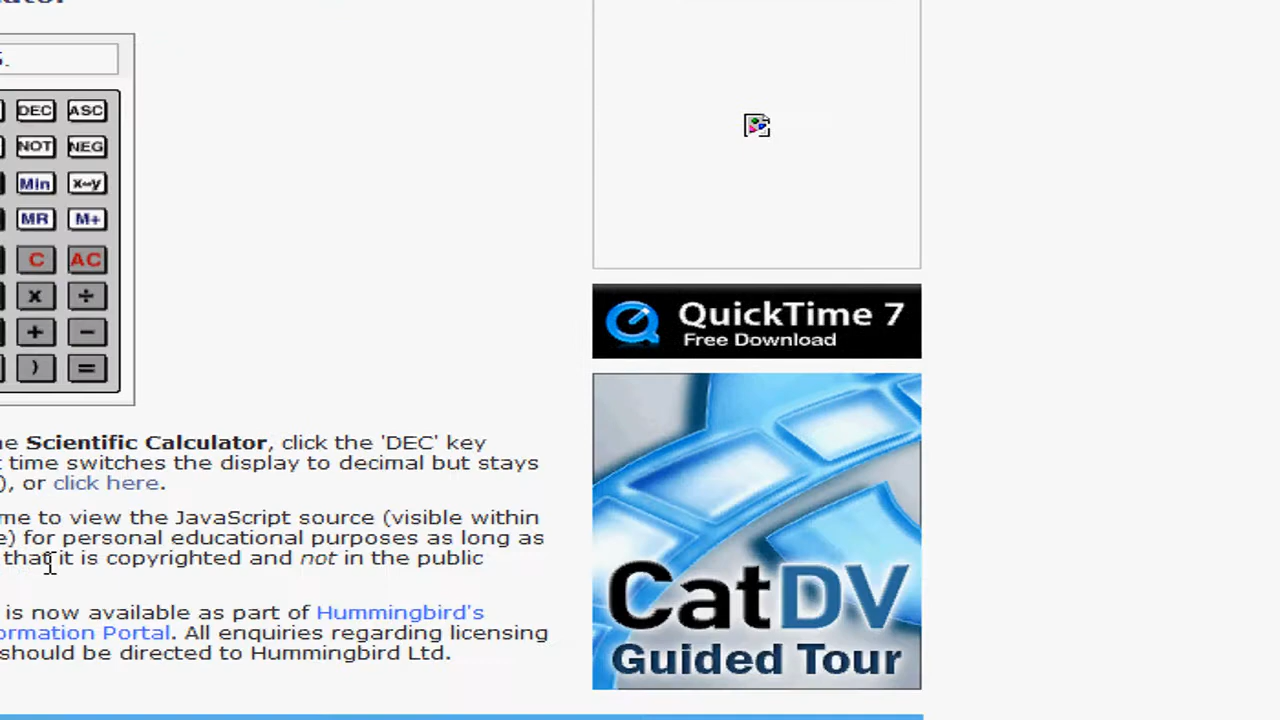 DEC ASC
NOT NEG
Min x↔y
MR M+
C AC
x ÷
+ −
) =
QuickTime 7
Free Download
Scientific Calculator, click the 'DEC' key
time switches the display to decimal but stays
), or click here.
me to view the JavaScript source (visible within
e) for personal educational purposes as long as
that it is copyrighted and not in the public
is now available as part of Hummingbird's
ormation Portal. All enquiries regarding licensing
should be directed to Hummingbird Ltd.
CatDV
Guided Tour